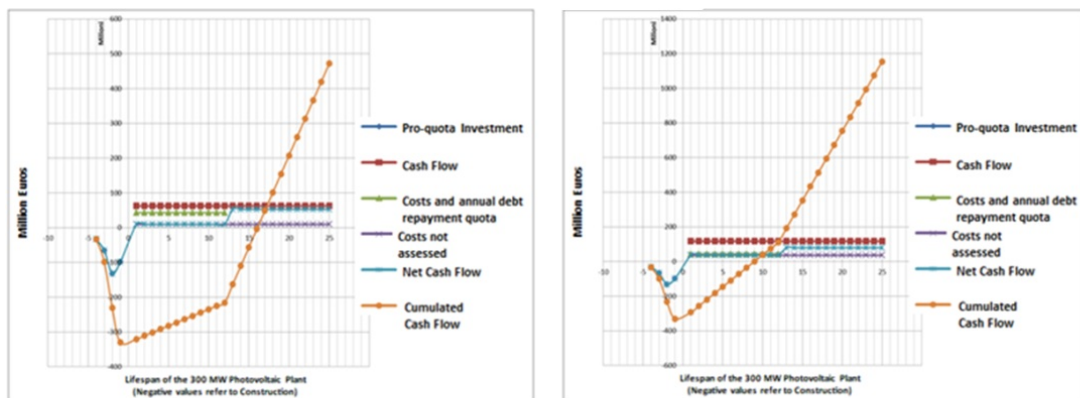 Millioni
600
500
400
300
200
100
0
-100
-200
-300
-400
-10 -5 0 5 10 15 20 25
Million Euros
Pro-quota Investment
Cash Flow
Costs and annual debt
repayment quota
Costs not
assessed
Net Cash Flow
Cumulated
Cash Flow
Lifespan of the 300 MW Photovoltaic Plant
(Negative values refer to Construction)
Millioni
1400
1200
1000
800
600
400
200
0
-200
-400
-600
-10 -5 0 5 10 15 20 25
Million Euros
Pro-quota Investment
Cash Flow
Costs and annual debt
repayment quota
Costs not
assessed
Net Cash Flow
Cumulated
Cash Flow
Lifespan of the 300 MW Photovoltaic Plant
(Negative values refer to Construction)